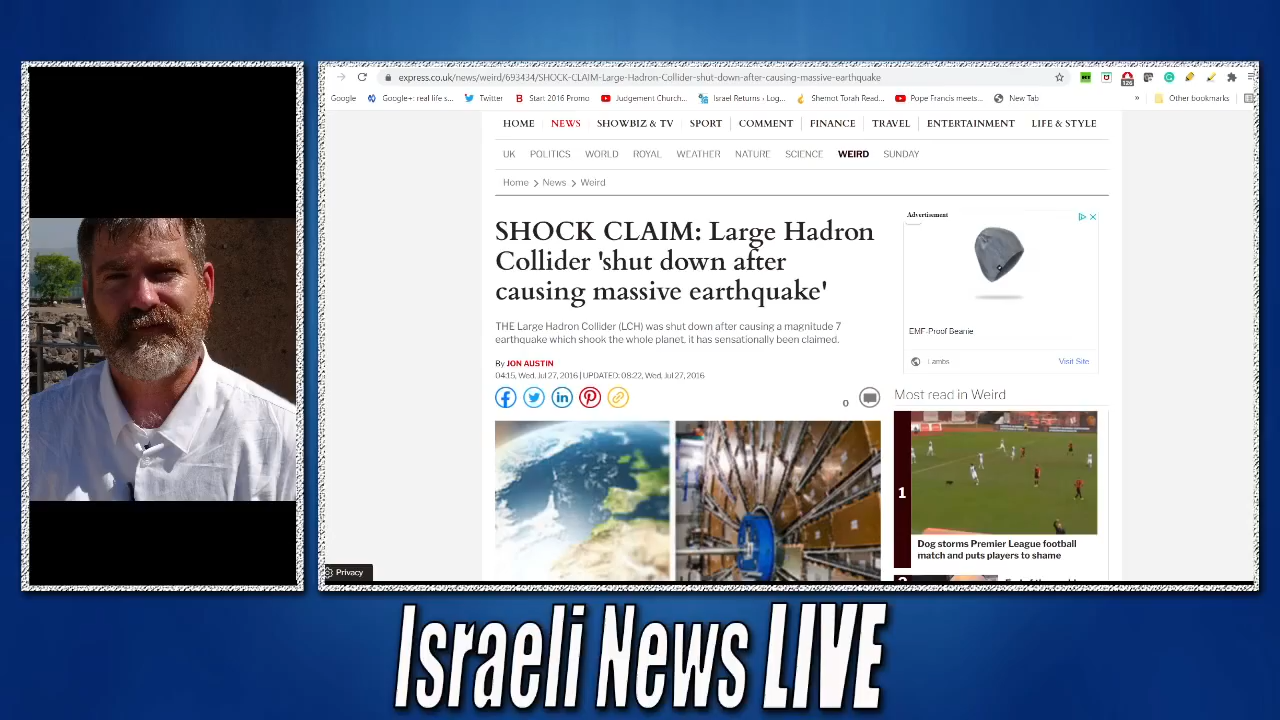 express.co.uk/news/weird/693434/SHOCK-CLAIM-Large-Hadron-Collider-shut-down-after-causing-massive-earthquake
126
Google
Google+: real-life s...
Twitter
Start 2016 Promo
Judgement Church...
Israel Returns ‹ Log...
Shemot Torah Read...
Pope Francis meets...
New Tab
»
Other bookmarks
HOME
NEWS
SHOWBIZ & TV
SPORT
COMMENT
FINANCE
TRAVEL
ENTERTAINMENT
LIFE & STYLE
UK
POLITICS
WORLD
ROYAL
WEATHER
NATURE
SCIENCE
WEIRD
SUNDAY
Home > News > Weird
SHOCK CLAIM: Large Hadron
Collider 'shut down after
causing massive earthquake'
THE Large Hadron Collider (LCH) was shut down after causing a magnitude 7
earthquake which shook the whole planet, it has sensationally been claimed.
By JON AUSTIN
04:15, Wed, Jul 27, 2016 | UPDATED: 08:22, Wed, Jul 27, 2016
0
Advertisement
EMF-Proof Beanie
Lambs
Visit Site
Most read in Weird
1
Dog storms Premier League football
match and puts players to shame
Privacy
Israeli News LIVE